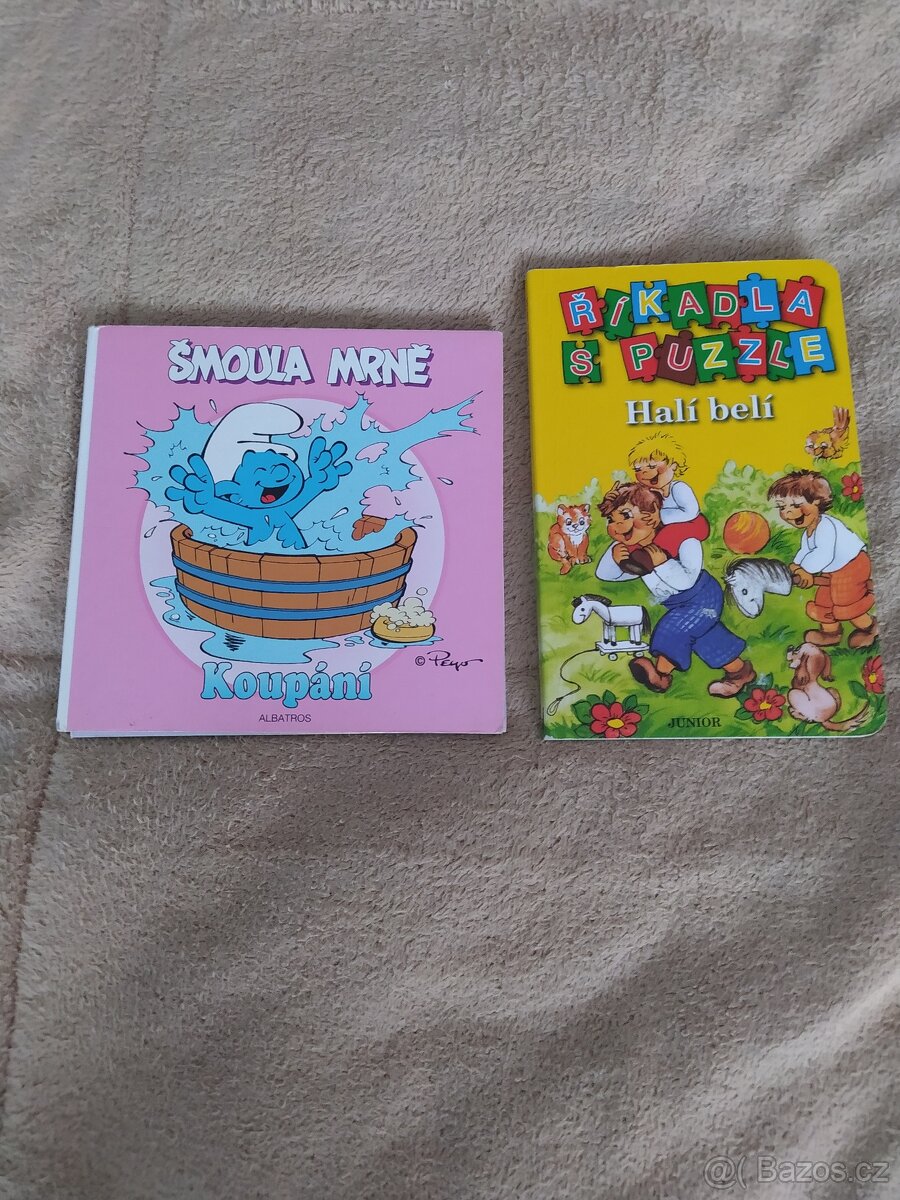 ŠMOULA MRNĚ
Koupání
© Peyo
ALBATROS
ŘÍKADLA
S PUZZLE
Halí belí
JUNIOR
@( Bazos.cz